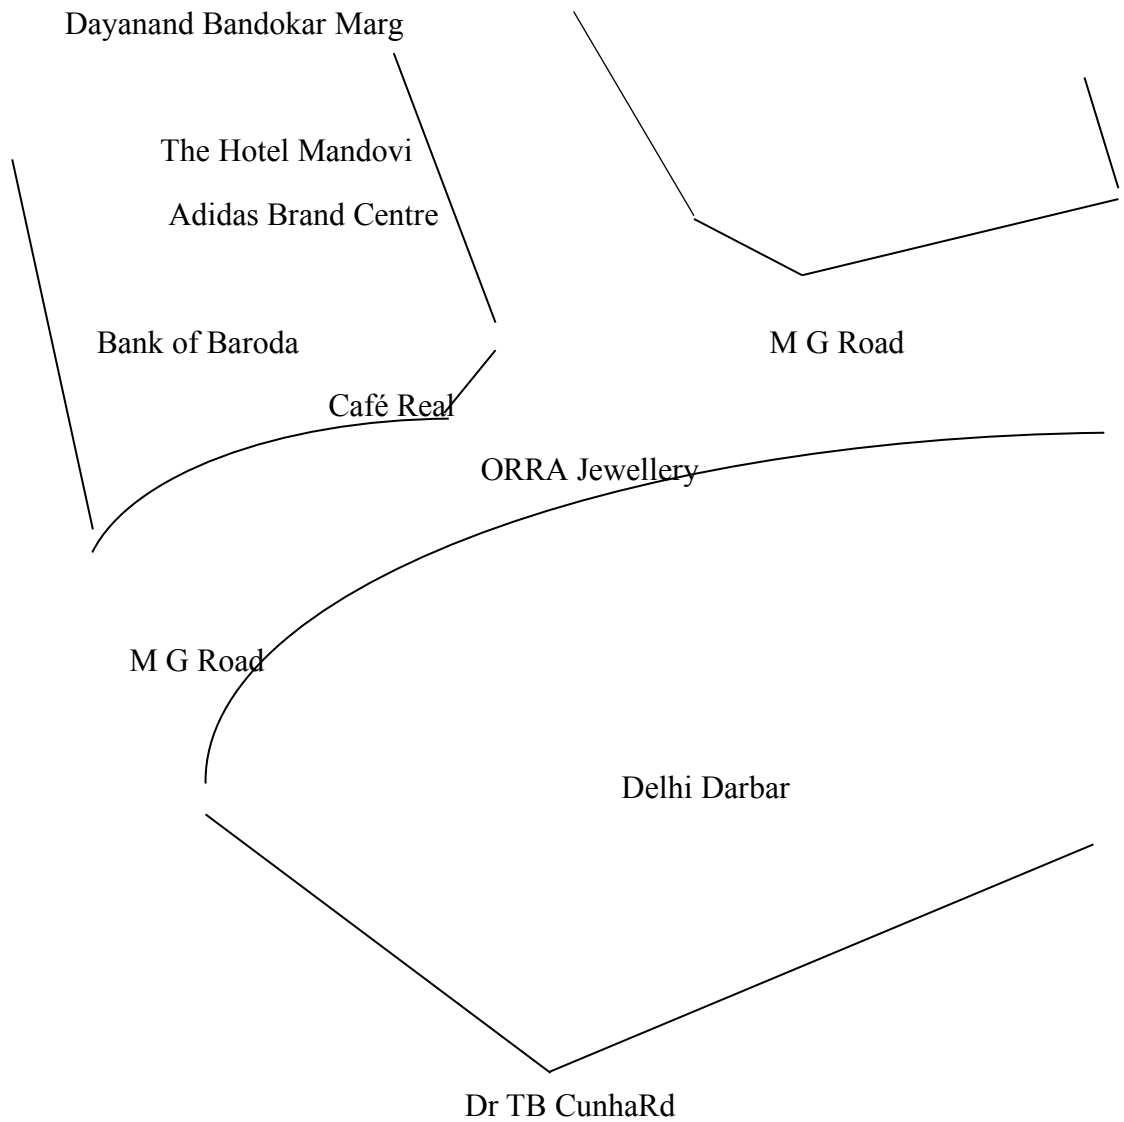 Dayanand Bandokar Marg
The Hotel Mandovi
Adidas Brand Centre
Bank of Baroda
M G Road
Café Real
ORRA Jewellery
M G Road
Delhi Darbar
Dr TB CunhaRd